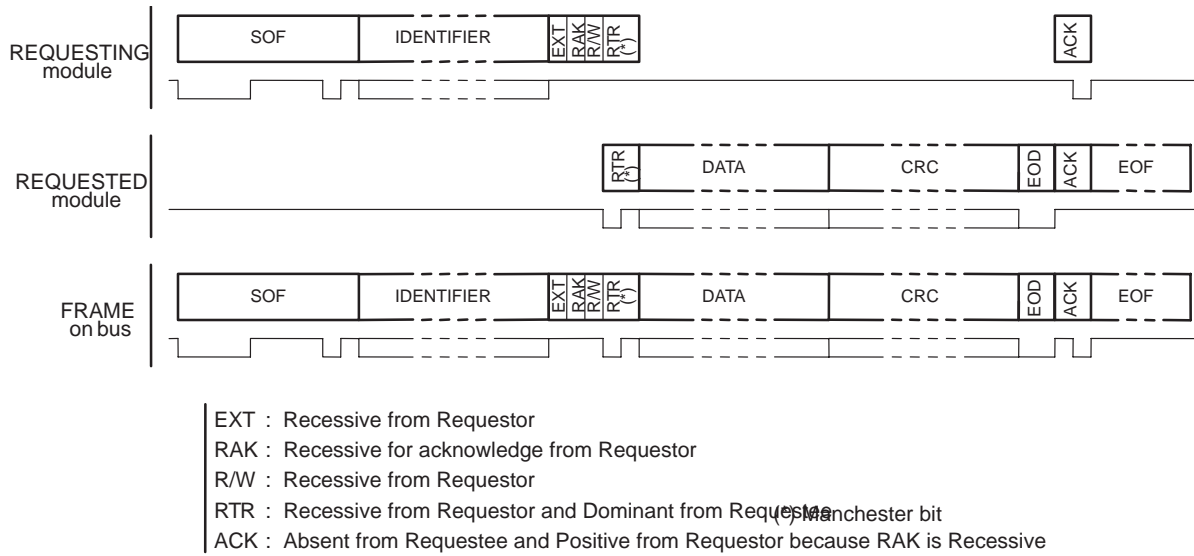 REQUESTING
module
SOF
IDENTIFIER
EXT
RAK
R/W
RTR
(*)
ACK
REQUESTED
module
RTR
(*)
DATA
CRC
EOD
ACK
EOF
FRAME
on bus
SOF
IDENTIFIER
EXT
RAK
R/W
RTR
(*)
DATA
CRC
EOD
ACK
EOF
EXT : Recessive from Requestor
RAK : Recessive for acknowledge from Requestor
R/W : Recessive from Requestor
RTR : Recessive from Requestor and Dominant from Requestee
(*) Manchester bit
ACK : Absent from Requestee and Positive from Requestor because RAK is Recessive